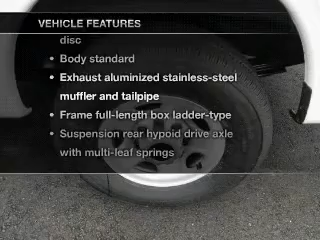 VEHICLE FEATURES
disc
• Body standard
• Exhaust aluminized stainless-steel
muffler and tailpipe
• Frame full-length box ladder-type
• Suspension rear hypoid drive axle
with multi-leaf springs